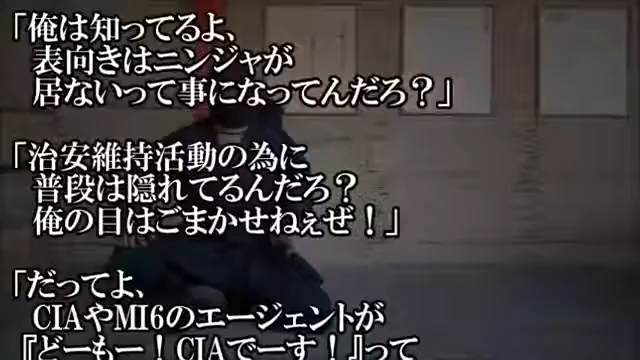 「俺は知ってるよ、
表向きはニンジャが
居ないって事になってんだろ？」
「治安維持活動の為に
普段は隠れてるんだろ？
俺の目はごまかせねぇぜ！」
「だってよ、
CIAやMI6のエージェントが
『どーもー！CIAでーす！』って